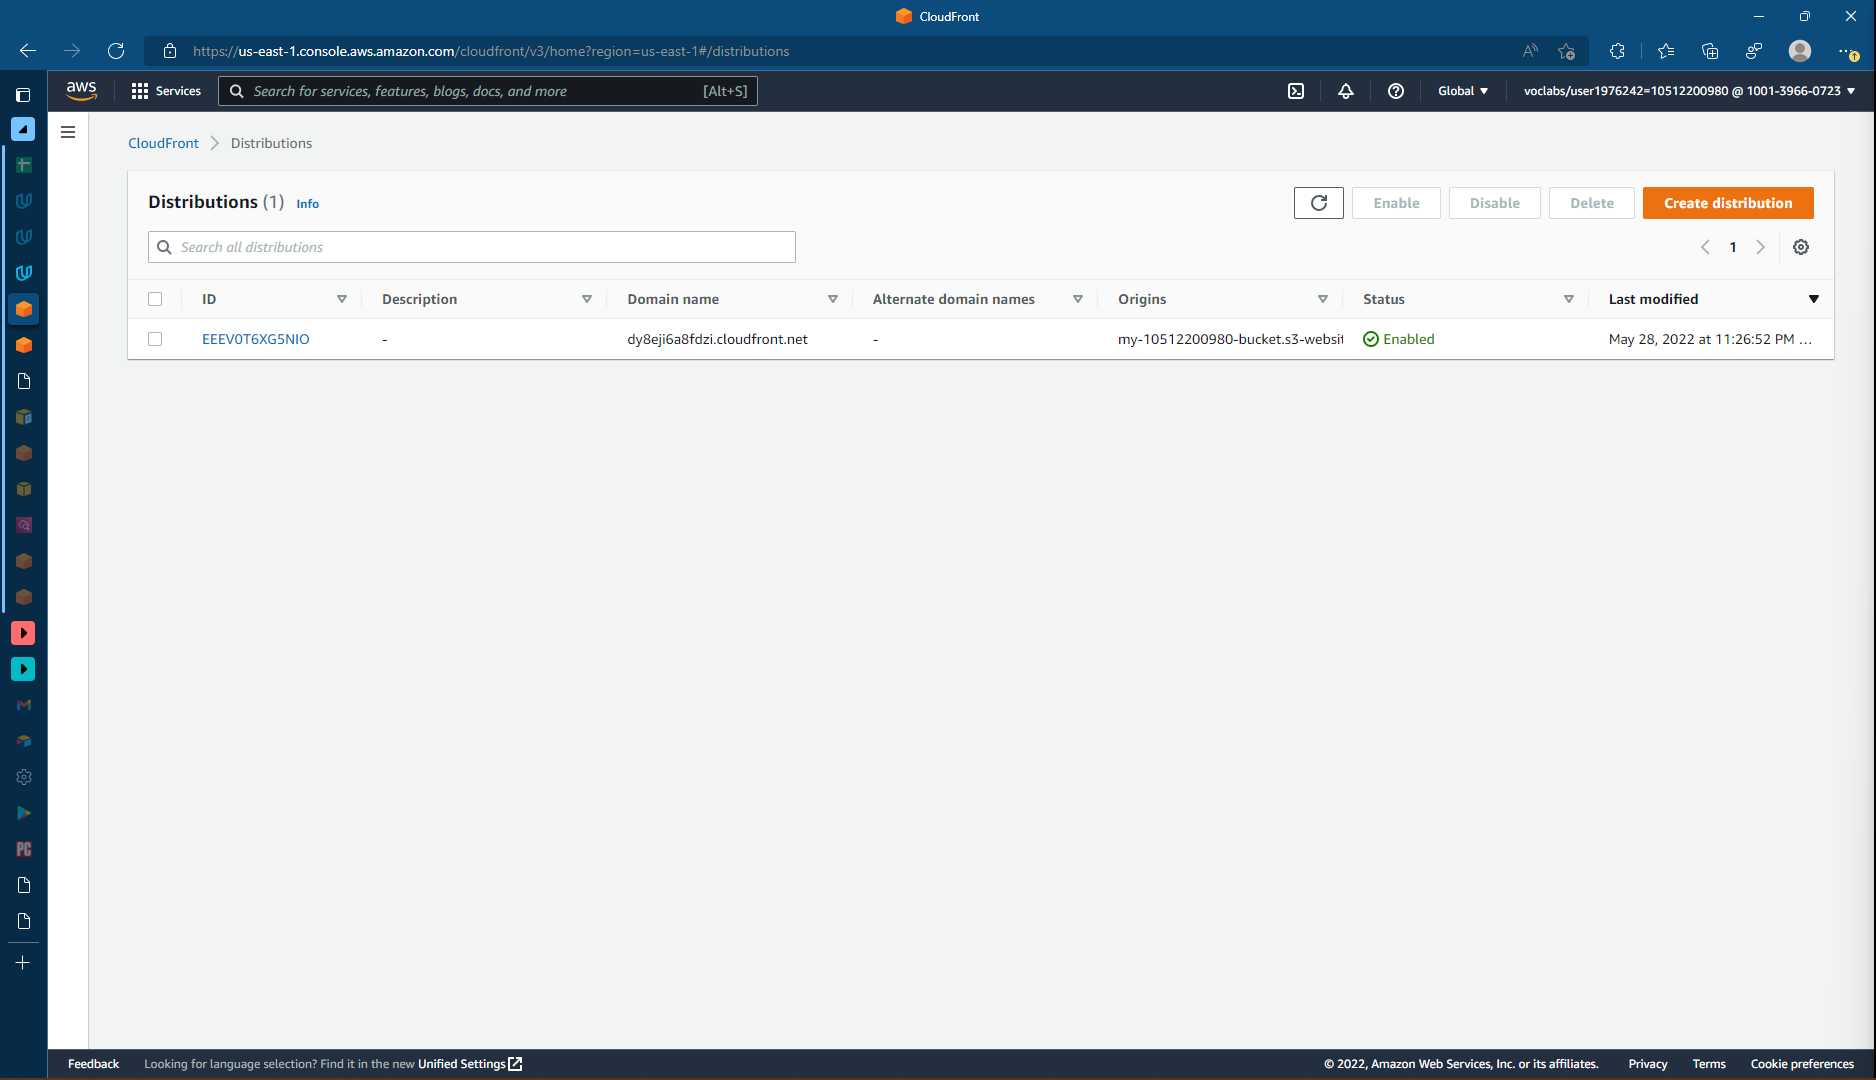 CloudFront
https://us-east-1.console.aws.amazon.com/cloudfront/v3/home?region=us-east-1#/distributions
aws
Services
Search for services, features, blogs, docs, and more
[Alt+S]
Global
voclabs/user1976242=10512200980 @ 1001-3966-0723
CloudFront
Distributions
Distributions (1)
Info
Enable
Disable
Delete
Create distribution
Search all distributions
1
ID
Description
Domain name
Alternate domain names
Origins
Status
Last modified
EEEV0T6XG5NIO
-
dy8eji6a8fdzi.cloudfront.net
-
my-10512200980-bucket.s3-websit
Enabled
May 28, 2022 at 11:26:52 PM ...
PC
Feedback
Looking for language selection? Find it in the new Unified Settings
© 2022, Amazon Web Services, Inc. or its affiliates.
Privacy
Terms
Cookie preferences